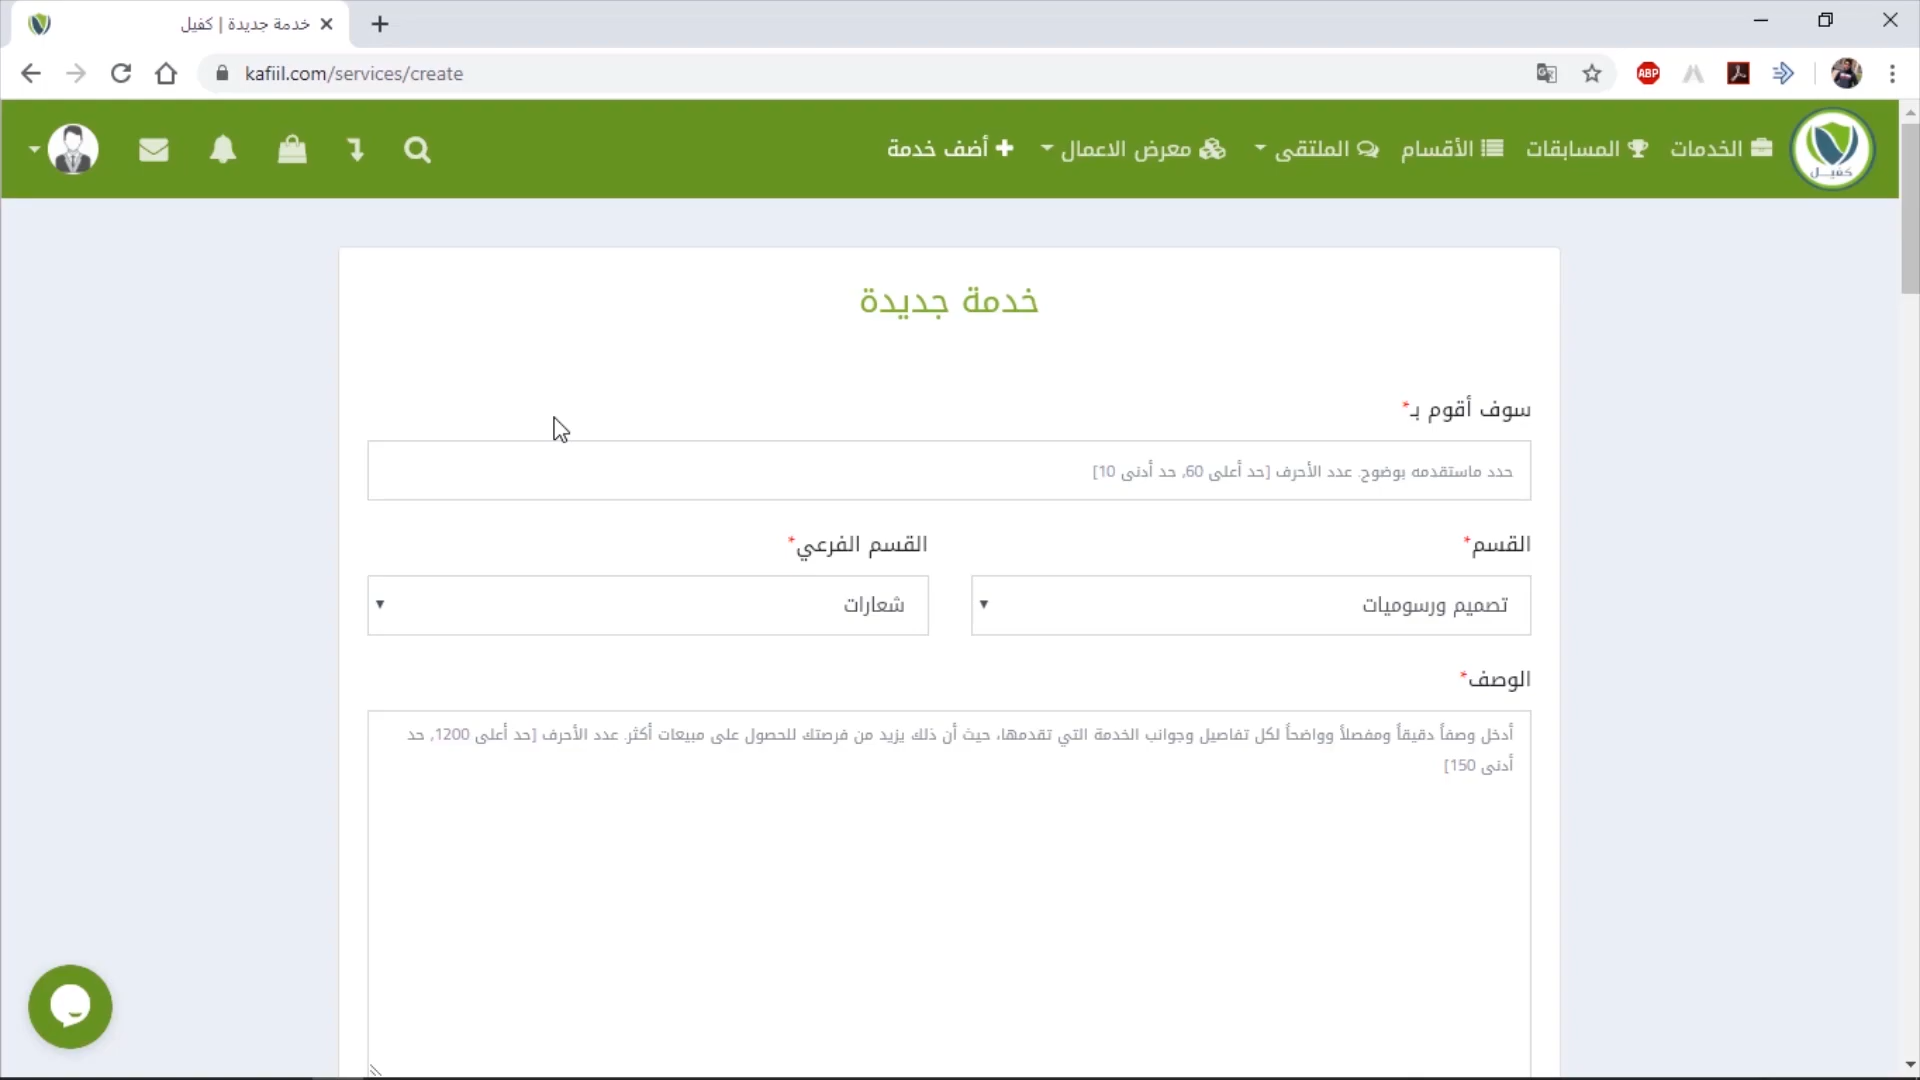 خدمة جديدة | كفيل
kafiil.com/services/create
ABP
كفيل
الخدمات
المسابقات
الأقسام
الملتقى
معرض الاعمال
أضف خدمة
خدمة جديدة
سوف أقوم بـ*
حدد ماستقدمه بوضوح. عدد الأحرف [حد أعلى 60, حد أدنى 10]
القسم*
القسم الفرعي*
تصميم ورسوميات
شعارات
الوصف*
أدخل وصفاً دقيقاً ومفصلاً وواضحاً لكل تفاصيل وجوانب الخدمة التي تقدمها، حيث أن ذلك يزيد من فرصتك للحصول على مبيعات أكثر. عدد الأحرف [حد أعلى 1200, حد
أدنى 150]